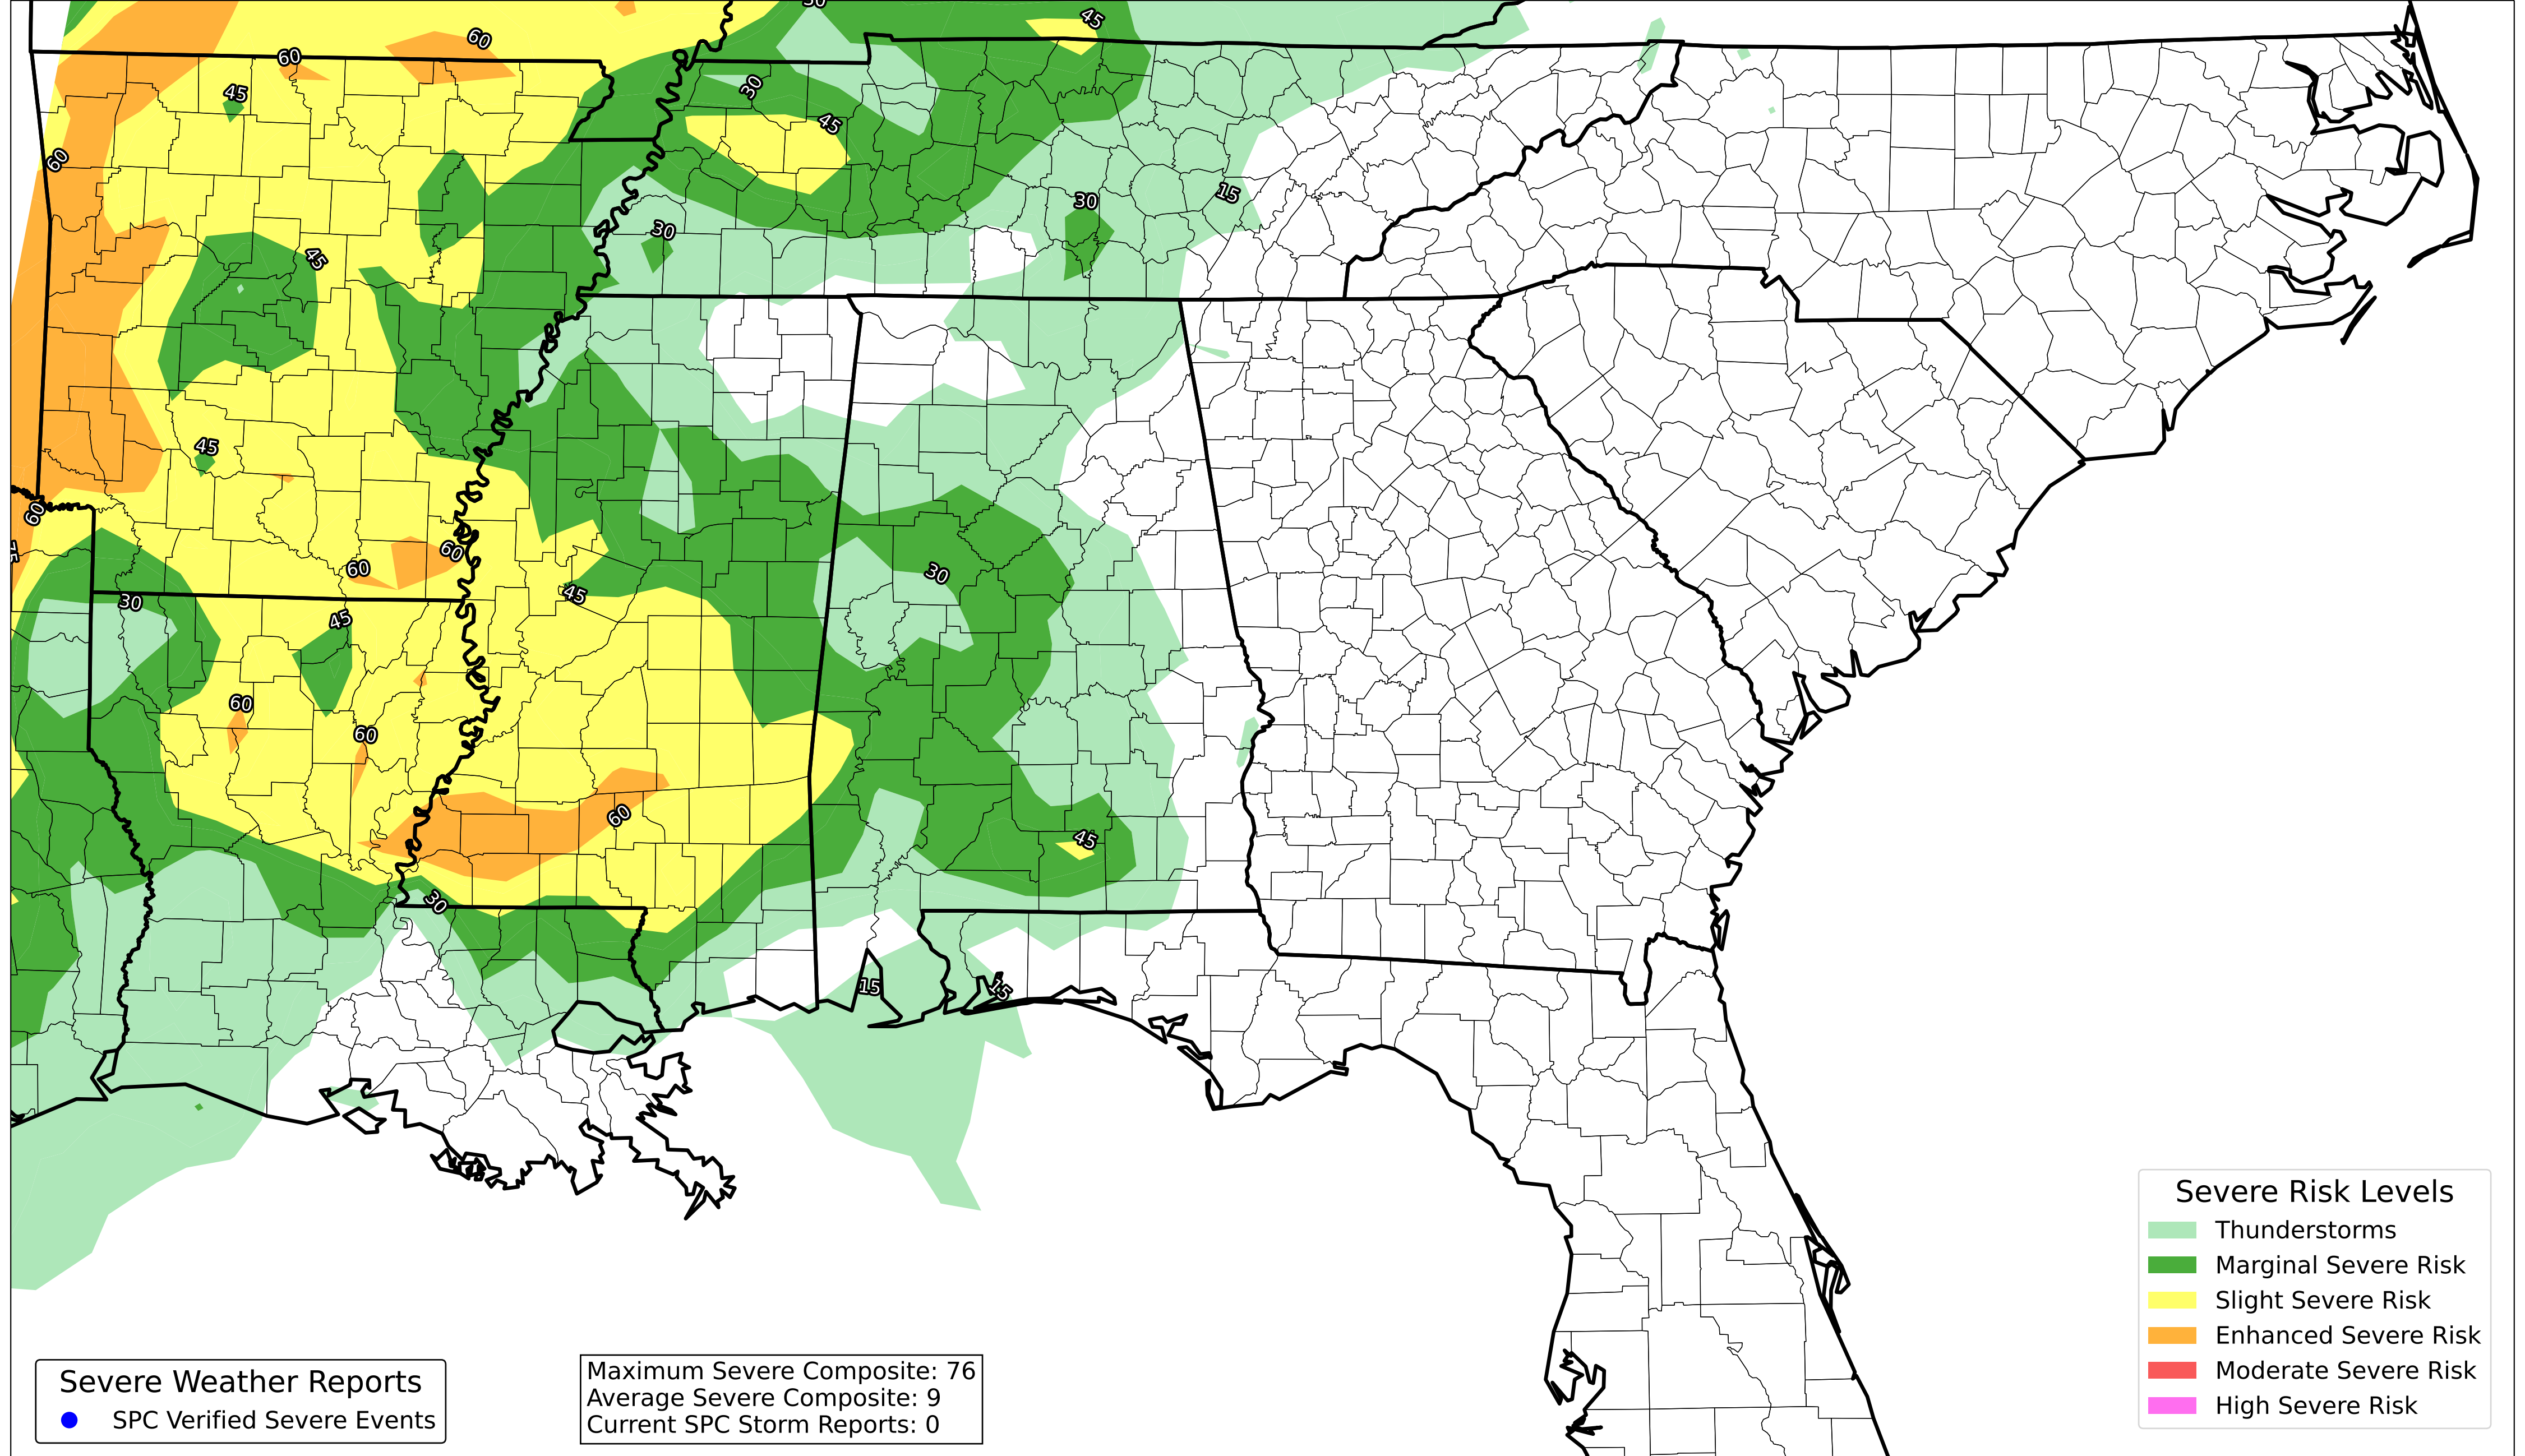 30
45
60
60
45
30
45
60
15
30
30
45
45
60
75
60
60
30
45
30
45
60
60
60
45
30
15
15
Severe Risk Levels
Thunderstorms
Marginal Severe Risk
Slight Severe Risk
Enhanced Severe Risk
Moderate Severe Risk
High Severe Risk
Severe Weather Reports
SPC Verified Severe Events
Maximum Severe Composite: 76
Average Severe Composite: 9
Current SPC Storm Reports: 0